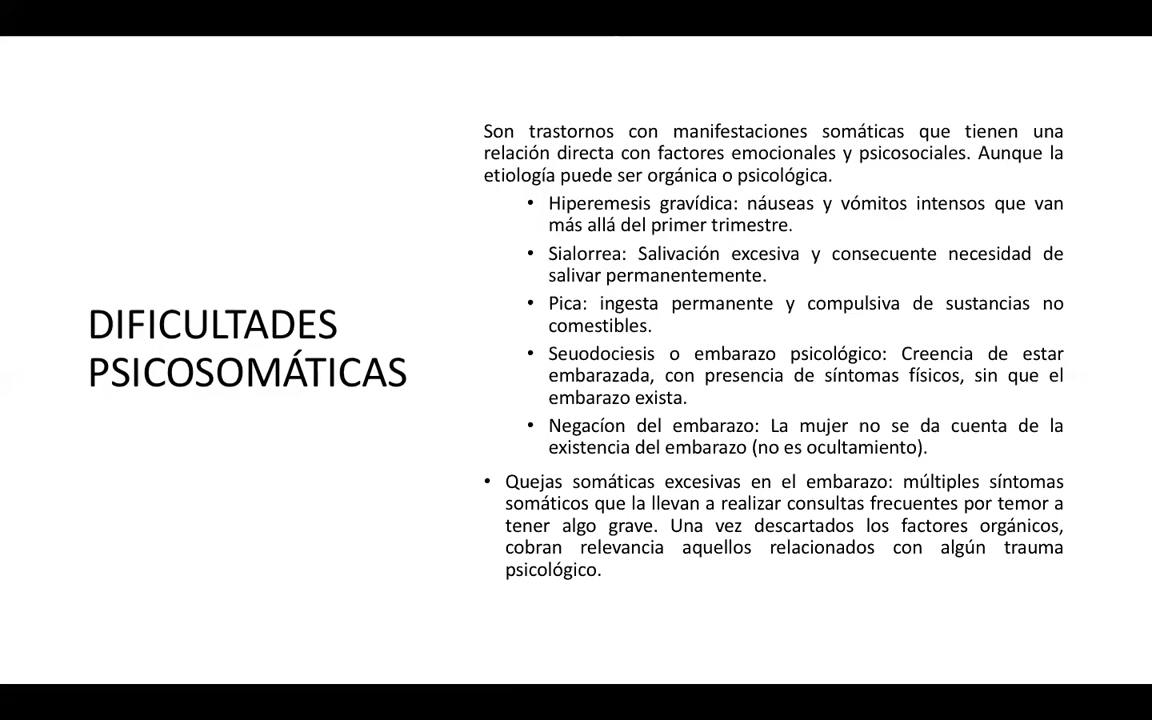 DIFICULTADES
PSICOSOMÁTICAS
Son trastornos con manifestaciones somáticas que tienen una
relación directa con factores emocionales y psicosociales. Aunque la
etiología puede ser orgánica o psicológica.
• Hiperemesis gravídica: náuseas y vómitos intensos que van
más allá del primer trimestre.
• Sialorrea: Salivación excesiva y consecuente necesidad de
salivar permanentemente.
• Pica: ingesta permanente y compulsiva de sustancias no
comestibles.
• Seuodociesis o embarazo psicológico: Creencia de estar
embarazada, con presencia de síntomas físicos, sin que el
embarazo exista.
• Negacíon del embarazo: La mujer no se da cuenta de la
existencia del embarazo (no es ocultamiento).
• Quejas somáticas excesivas en el embarazo: múltiples síntomas
somáticos que la llevan a realizar consultas frecuentes por temor a
tener algo grave. Una vez descartados los factores orgánicos,
cobran relevancia aquellos relacionados con algún trauma
psicológico.